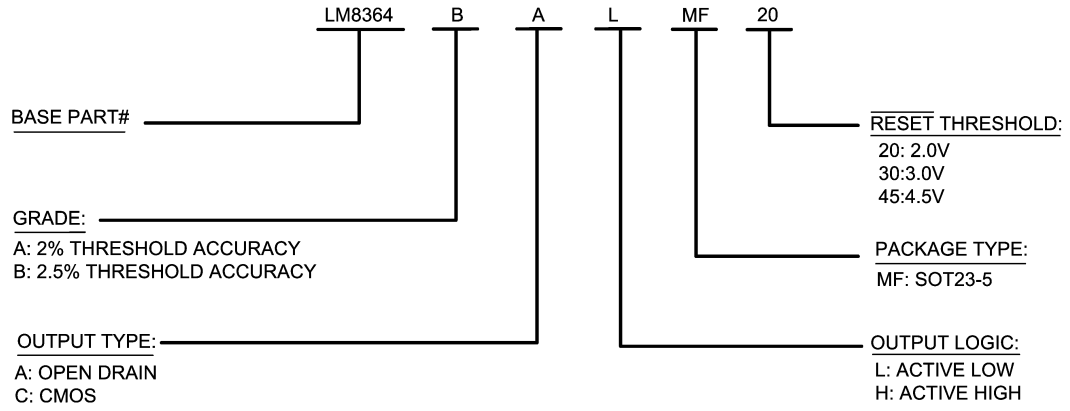 LM8364 B A L MF 20
BASE PART#
RESET THRESHOLD:
20: 2.0V
30:3.0V
45:4.5V
GRADE:
A: 2% THRESHOLD ACCURACY
B: 2.5% THRESHOLD ACCURACY
PACKAGE TYPE:
MF: SOT23-5
OUTPUT TYPE:
A: OPEN DRAIN
C: CMOS
OUTPUT LOGIC:
L: ACTIVE LOW
H: ACTIVE HIGH